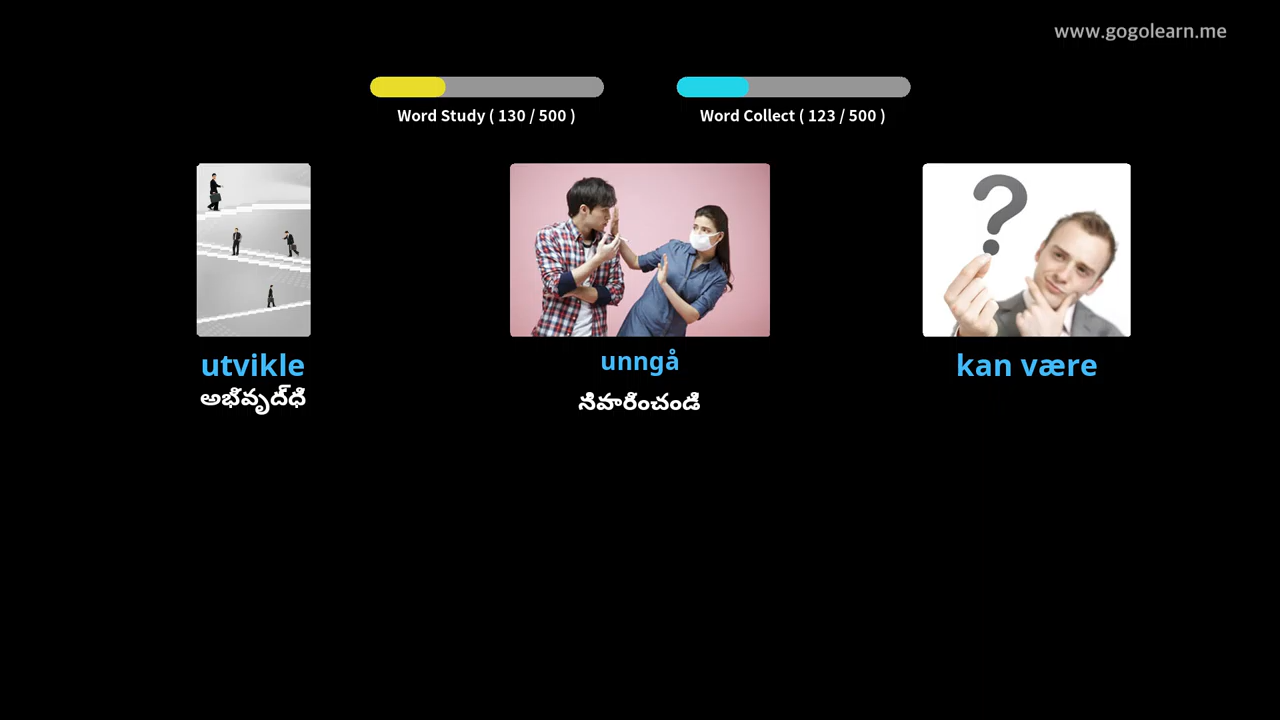 www.gogolearn.me
Word Study ( 130 / 500 )
Word Collect ( 123 / 500 )
utvikle
అభివృద్ధి
unngå
నివారించండి
kan være